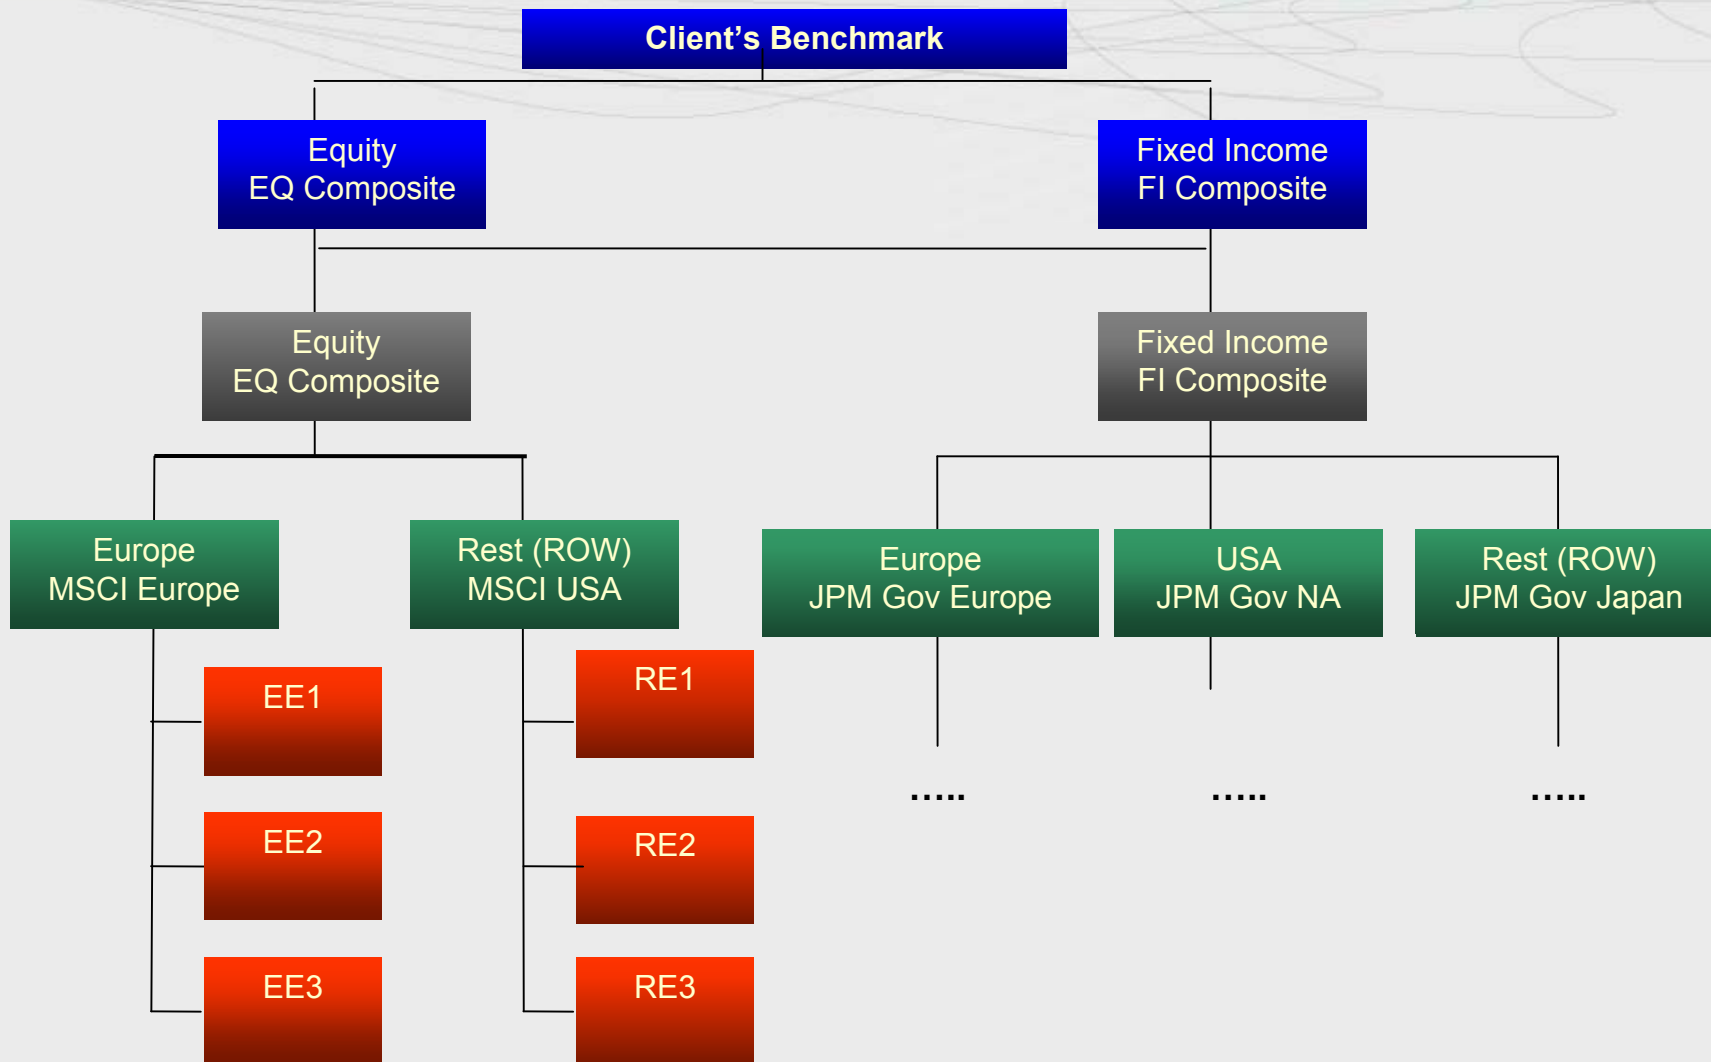 Client’s Benchmark
Equity
EQ Composite
Fixed Income
FI Composite
Equity
EQ Composite
Fixed Income
FI Composite
Europe
MSCI Europe
Rest (ROW)
MSCI USA
Europe
JPM Gov Europe
USA
JPM Gov NA
Rest (ROW)
JPM Gov Japan
EE1
RE1
…..
…..
…..
EE2
RE2
EE3
RE3